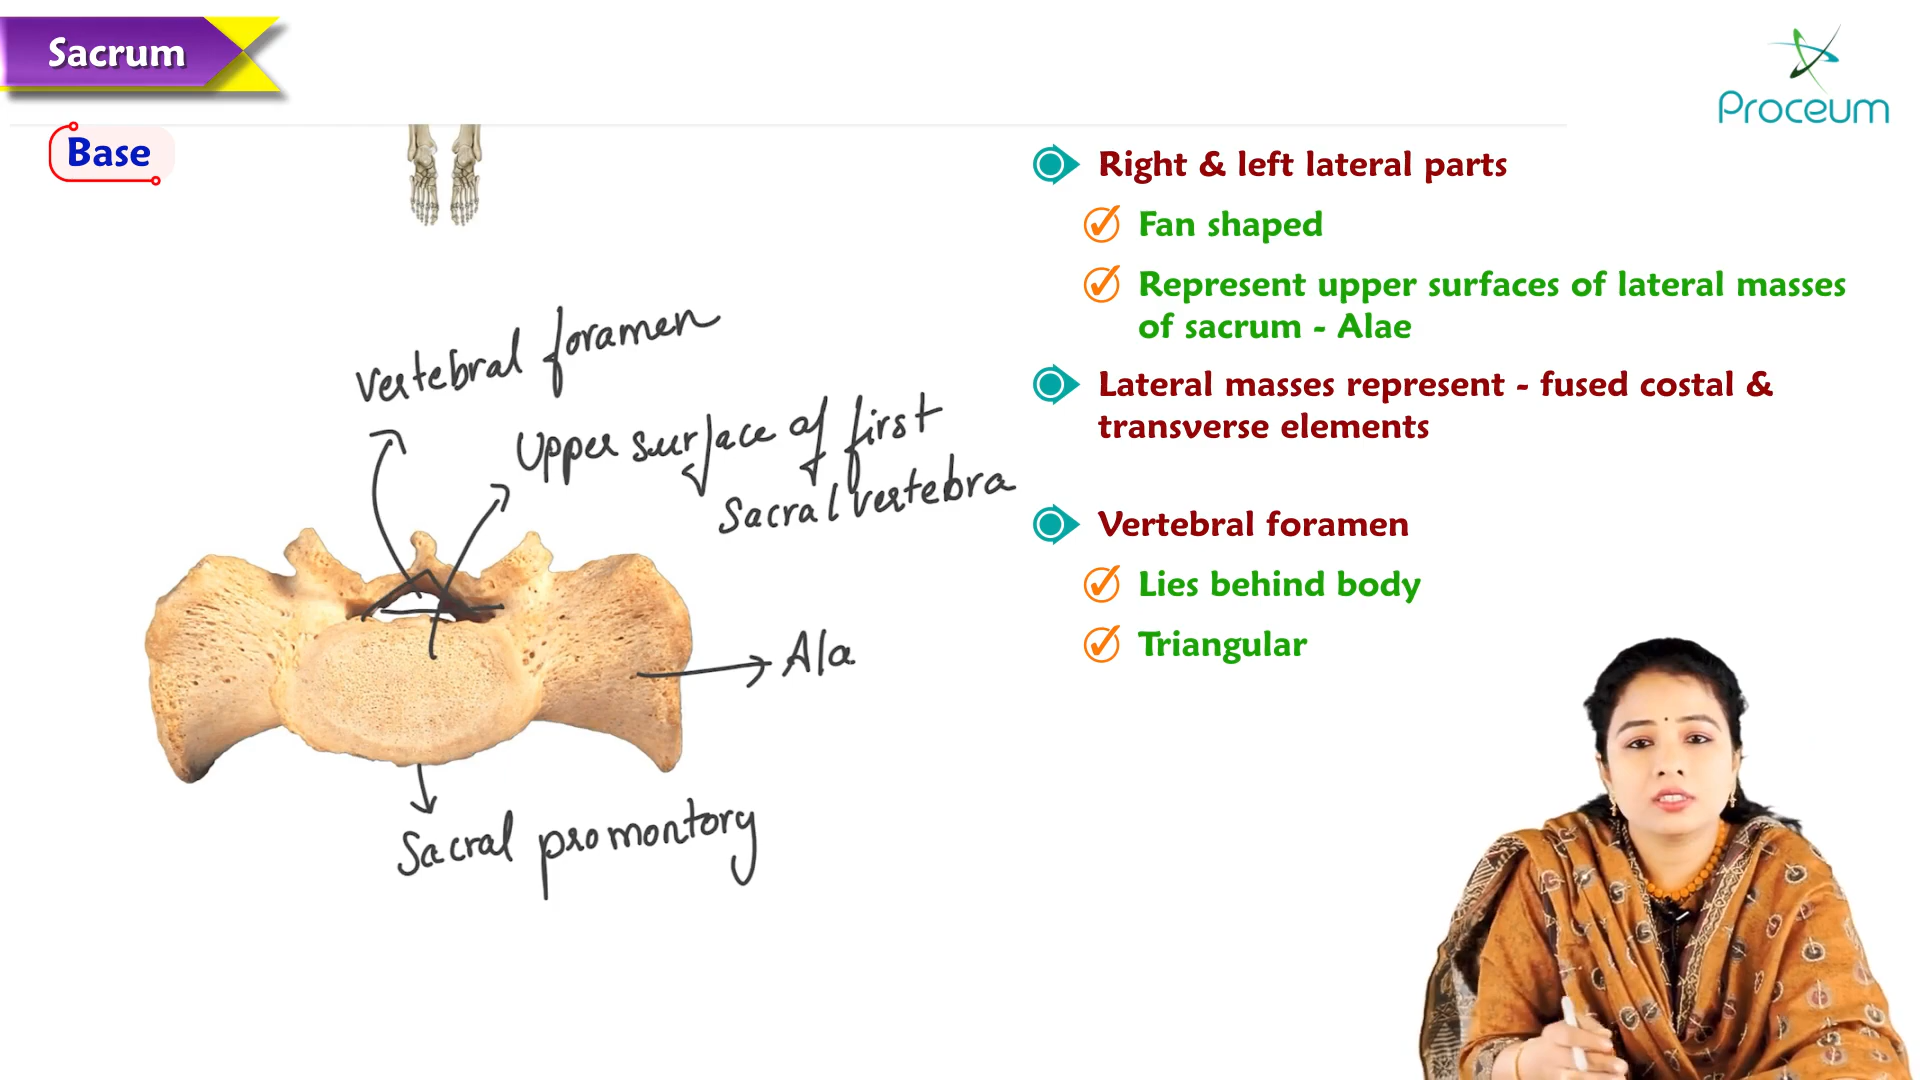 Sacrum
Proceum
Base
Right & left lateral parts
Fan shaped
Represent upper surfaces of lateral masses
of sacrum - Alae
Lateral masses represent - fused costal &
transverse elements
Vertebral foramen
Lies behind body
Triangular
Vertebral foramen
Upper surface of first
Sacral vertebra
Ala
Sacral promontory